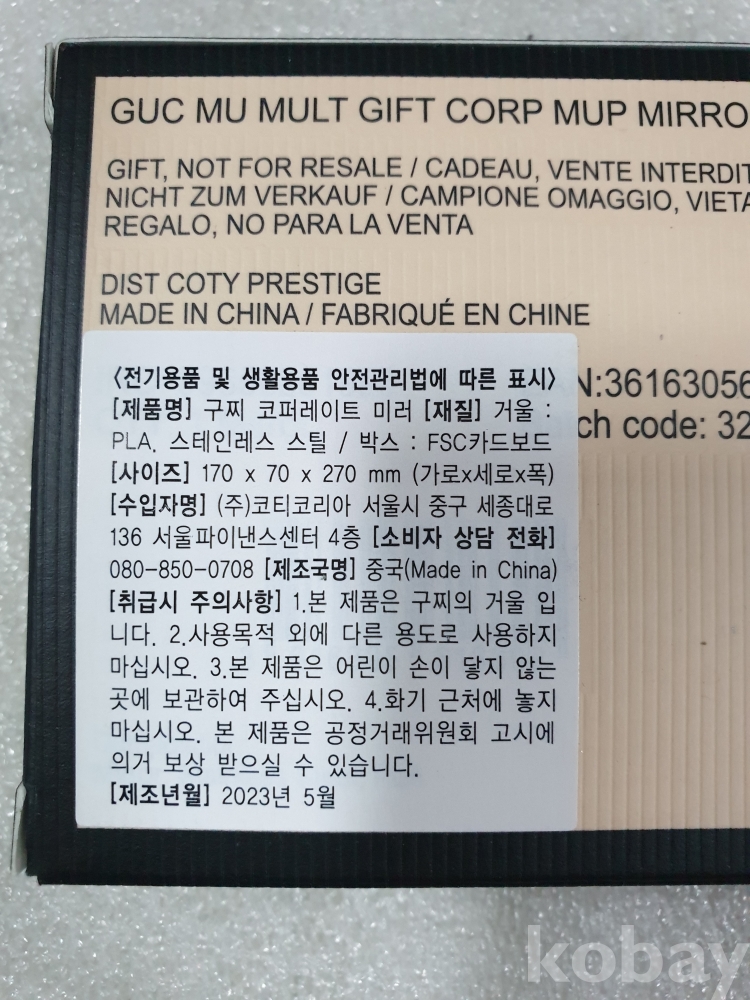 GUC MU MULT GIFT CORP MUP MIRRO
GIFT, NOT FOR RESALE / CADEAU, VENTE INTERDIT
NICHT ZUM VERKAUF / CAMPIONE OMAGGIO, VIETA
REGALO, NO PARA LA VENTA
DIST COTY PRESTIGE
MADE IN CHINA / FABRIQUÉ EN CHINE
N:36163056
ch code: 32
<전기용품 및 생활용품 안전관리법에 따른 표시>
[제품명] 구찌 코퍼레이트 미러 [재질] 거울 :
PLA. 스테인레스 스틸 / 박스 : FSC카드보드
[사이즈] 170 x 70 x 270 mm (가로x세로x폭)
[수입자명] (주)코티코리아 서울시 중구 세종대로
136 서울파이낸스센터 4층 [소비자 상담 전화]
080-850-0708 [제조국명] 중국(Made in China)
[취급시 주의사항] 1.본 제품은 구찌의 거울 입
니다. 2.사용목적 외에 다른 용도로 사용하지
마십시오. 3.본 제품은 어린이 손이 닿지 않는
곳에 보관하여 주십시오. 4.화기 근처에 놓지
마십시오. 본 제품은 공정거래위원회 고시에
의거 보상 받으실 수 있습니다.
[제조년월] 2023년 5월
kobay